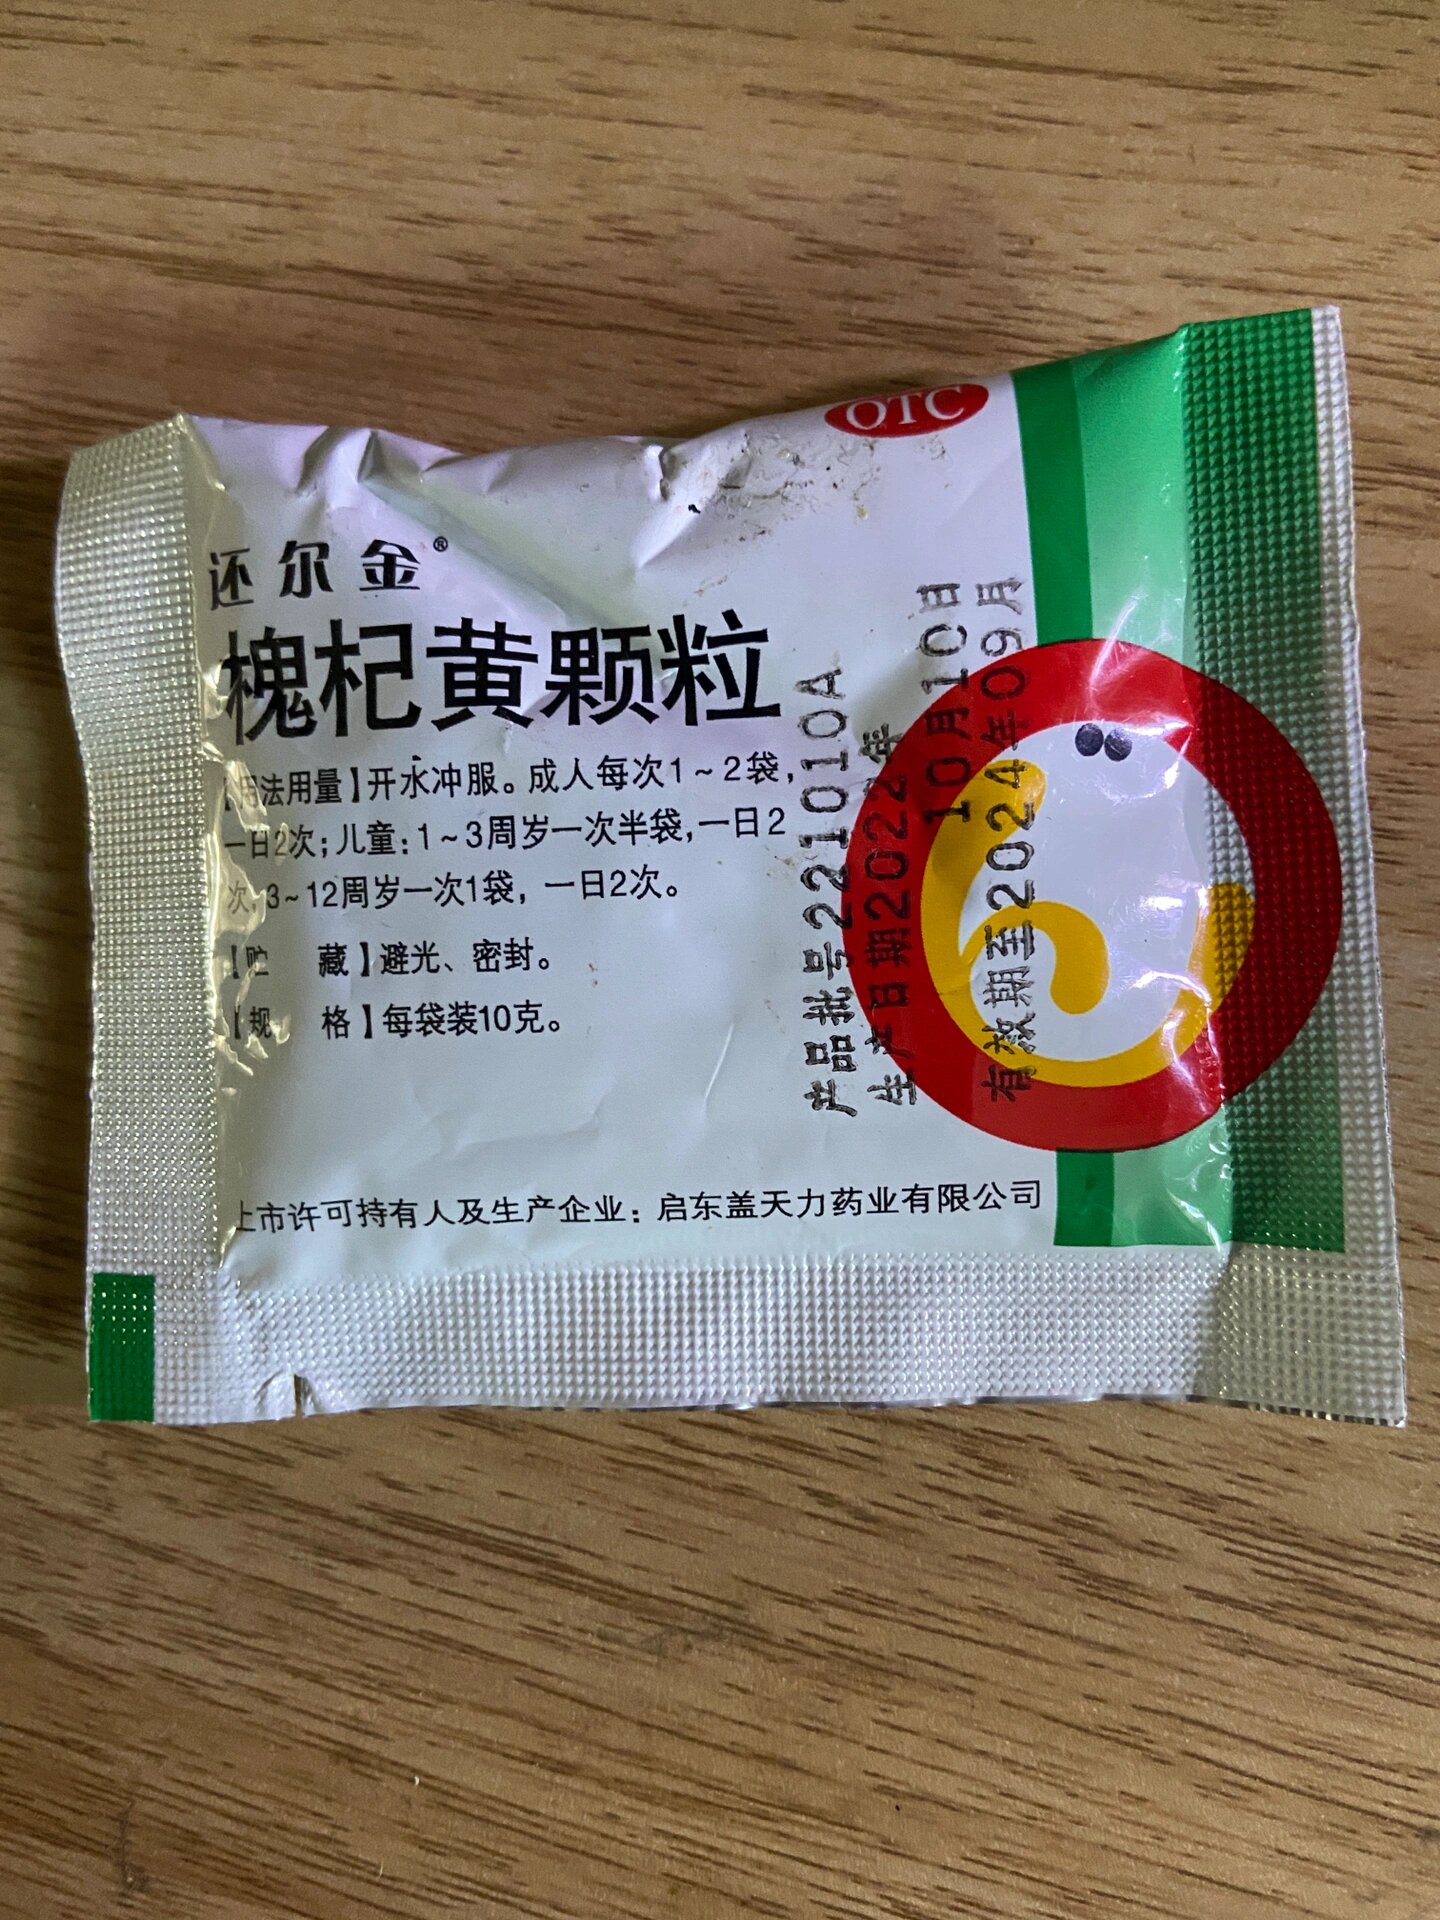 OTC
还尔金®
槐杞黄颗粒
【用法用量】开水冲服。成人每次1～2袋，
一日2次；儿童：1～3周岁一次半袋，一日2
次，3～12周岁一次1袋，一日2次。
【贮　　藏】避光、密封。
【规　　格】每袋装10克。
产品批号221010A
生产日期2022年
10月10日
有效期至2024年09月
上市许可持有人及生产企业：启东盖天力药业有限公司